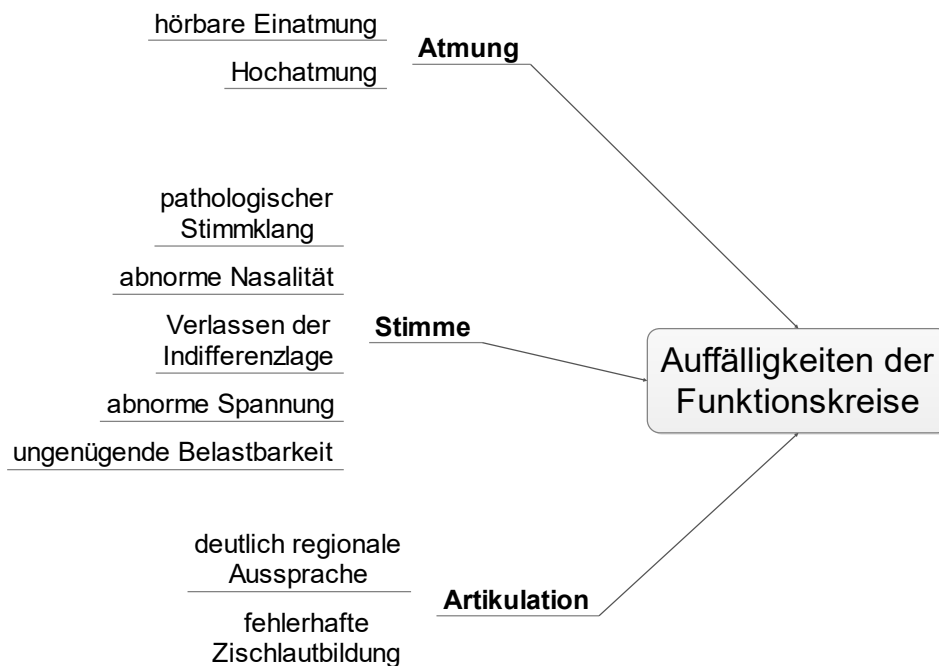 hörbare Einatmung
Hochatmung
Atmung
pathologischer
Stimmklang
abnorme Nasalität
Verlassen der
Indifferenzlage
abnorme Spannung
ungenügende Belastbarkeit
Stimme
deutlich regionale
Aussprache
fehlerhafte
Zischlautbildung
Artikulation
Auffälligkeiten der
Funktionskreise